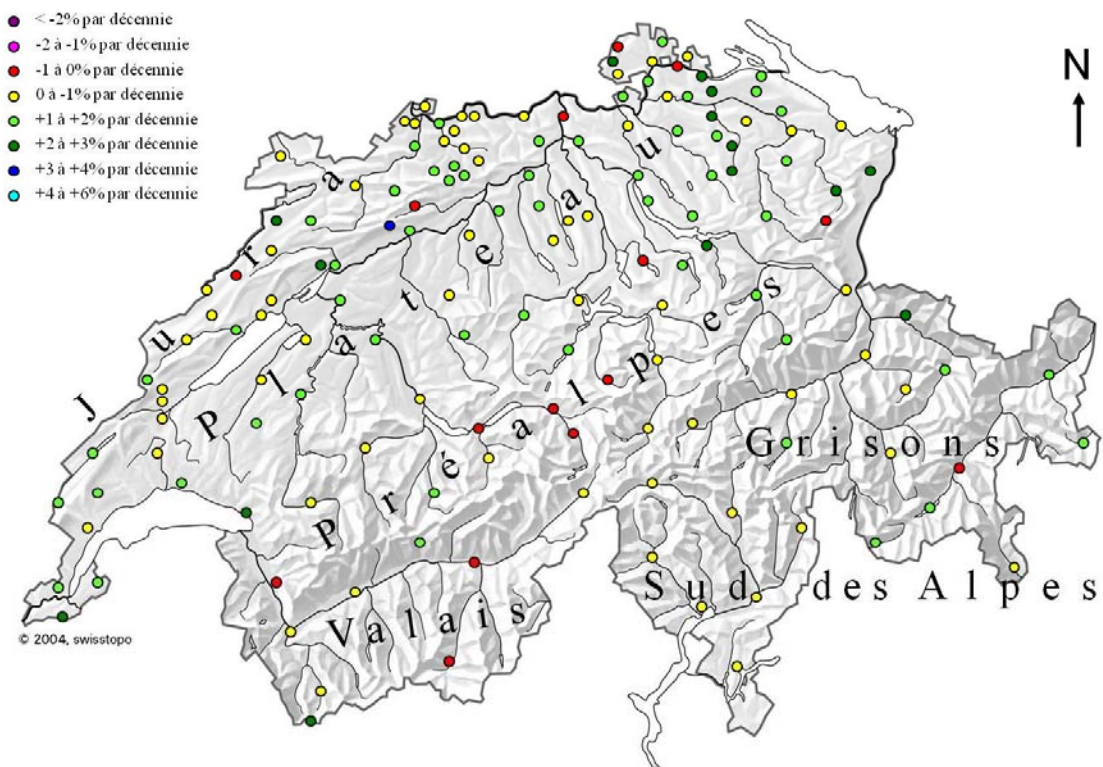 < -2% par décennie
-2 à -1% par décennie
-1 à 0% par décennie
0 à -1% par décennie
+1 à +2% par décennie
+2 à +3% par décennie
+3 à +4% par décennie
+4 à +6% par décennie
N
Jura
Plateau
Préalpes
Grisons
Valais
Sud des Alpes
© 2004, swisstopo